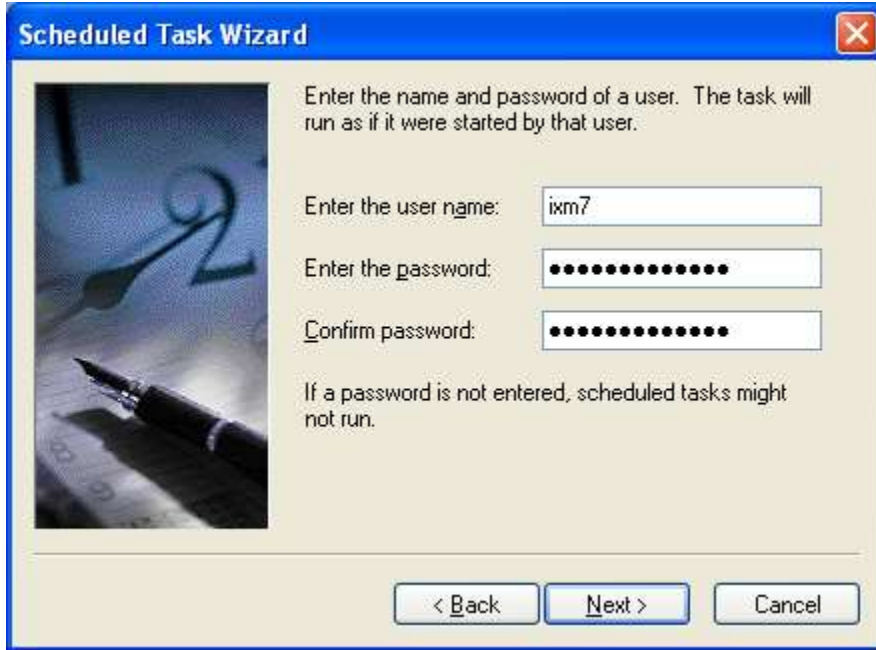 Scheduled Task Wizard
Enter the name and password of a user. The task will
run as if it were started by that user.
Enter the user name:
ixm7
Enter the password:
●●●●●●●●●●●●●
Confirm password:
●●●●●●●●●●●●●
If a password is not entered, scheduled tasks might
not run.
< Back
Next >
Cancel